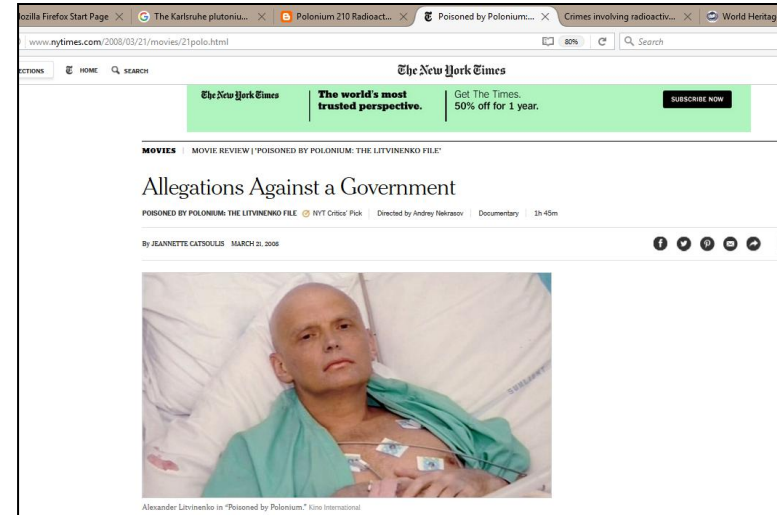 Mozilla Firefox Start Page
The Karlsruhe plutoniu...
Polonium 210 Radioact...
Poisoned by Polonium:...
Crimes involving radioactiv...
World Heritag
www.nytimes.com/2008/03/21/movies/21polo.html
80%
Search
ECTIONS
HOME
SEARCH
The New York Times
The New York Times
The world's most
trusted perspective.
Get The Times.
50% off for 1 year.
SUBSCRIBE NOW
MOVIES | MOVIE REVIEW | 'POISONED BY POLONIUM: THE LITVINENKO FILE'
Allegations Against a Government
POISONED BY POLONIUM: THE LITVINENKO FILE NYT Critics' Pick | Directed by Andrey Nekrasov | Documentary | 1h 45m
By JEANNETTE CATSOULIS MARCH 21, 2008
Alexander Litvinenko in "Poisoned by Polonium." Kino International